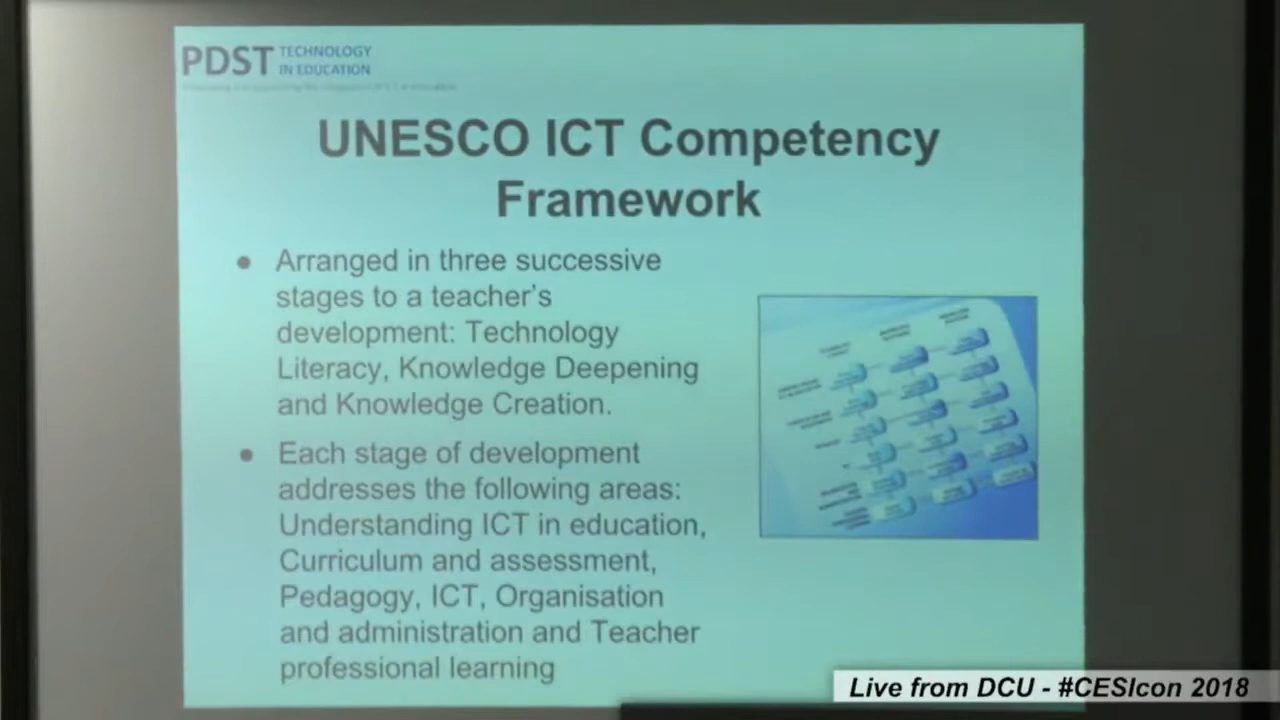 PDST TECHNOLOGY
IN EDUCATION
UNESCO ICT Competency
Framework
● Arranged in three successive
stages to a teacher's
development: Technology
Literacy, Knowledge Deepening
and Knowledge Creation.
● Each stage of development
addresses the following areas:
Understanding ICT in education,
Curriculum and assessment,
Pedagogy, ICT, Organisation
and administration and Teacher
professional learning
Live from DCU - #CESIcon 2018